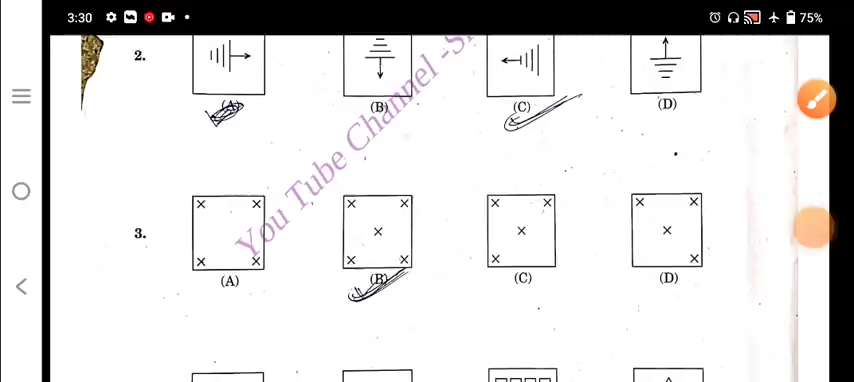 3:30 75%
2.
(A) (B) (C) (D)
You Tube Channel
3.
× × × × × × × × × × × × × × × × ×
(A) (B) (C) (D)